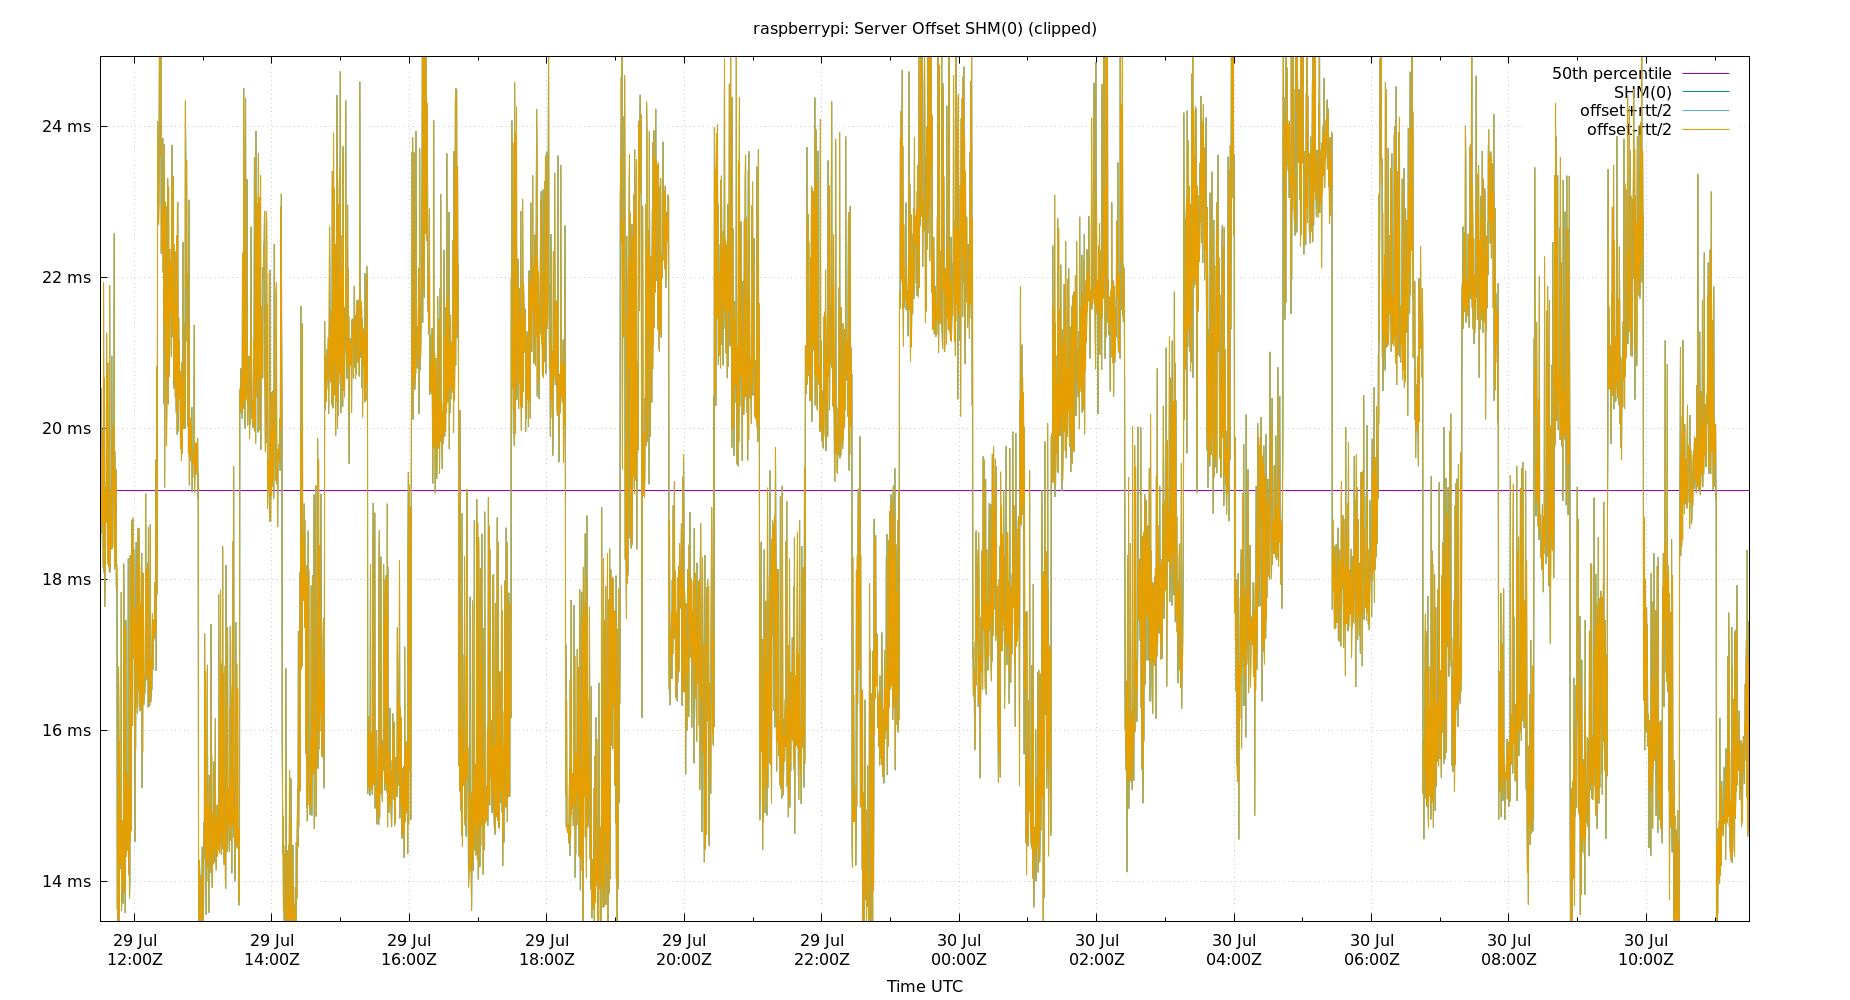 raspberrypi: Server Offset SHM(0) (clipped)
50th percentile
SHM(0)
offset+rtt/2
offset-rtt/2
24 ms
22 ms
20 ms
18 ms
16 ms
14 ms
29 Jul 29 Jul 29 Jul 29 Jul 29 Jul 29 Jul 30 Jul 30 Jul 30 Jul 30 Jul 30 Jul 30 Jul
12:00Z 14:00Z 16:00Z 18:00Z 20:00Z 22:00Z 00:00Z 02:00Z 04:00Z 06:00Z 08:00Z 10:00Z
Time UTC